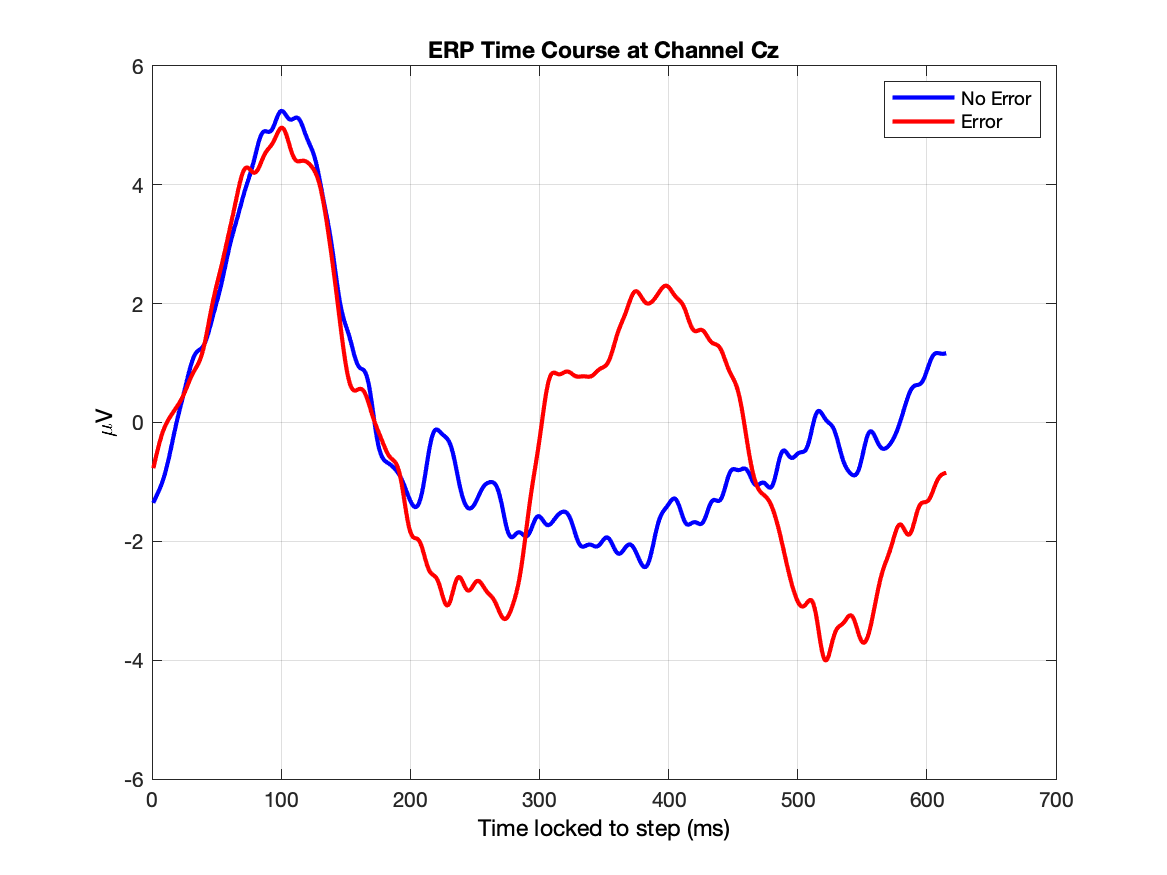 ERP Time Course at Channel Cz
6
No Error
Error
4
2
0
μV
-2
-4
-6
0 100 200 300 400 500 600 700
Time locked to step (ms)